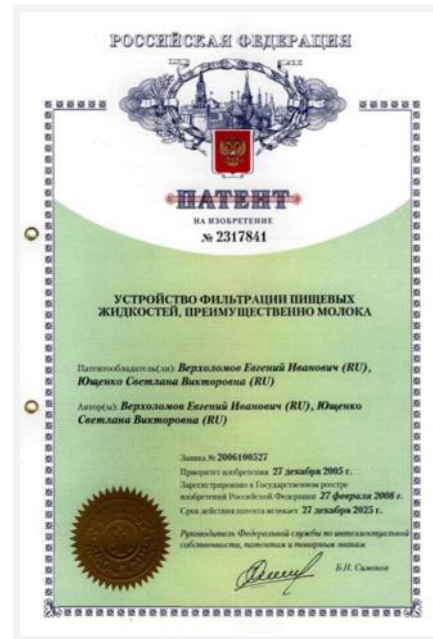 РОССИЙСКАЯ ФЕДЕРАЦИЯ
ПАТЕНТ
НА ИЗОБРЕТЕНИЕ
№ 2317841
УСТРОЙСТВО ФИЛЬТРАЦИИ ПИЩЕВЫХ
ЖИДКОСТЕЙ, ПРЕИМУЩЕСТВЕННО МОЛОКА
Патентообладатель(ли): Верхоломов Евгений Иванович (RU),
Ющенко Светлана Викторовна (RU)
Автор(ы): Верхоломов Евгений Иванович (RU), Ющенко
Светлана Викторовна (RU)
Заявка № 2006100527
Приоритет изобретения 27 декабря 2005 г.
Зарегистрировано в Государственном реестре
изобретений Российской Федерации 27 февраля 2008 г.
Срок действия патента истекает 27 декабря 2025 г.
Руководитель Федеральной службы по интеллектуальной
собственности, патентам и товарным знакам
Б.П. Симонов